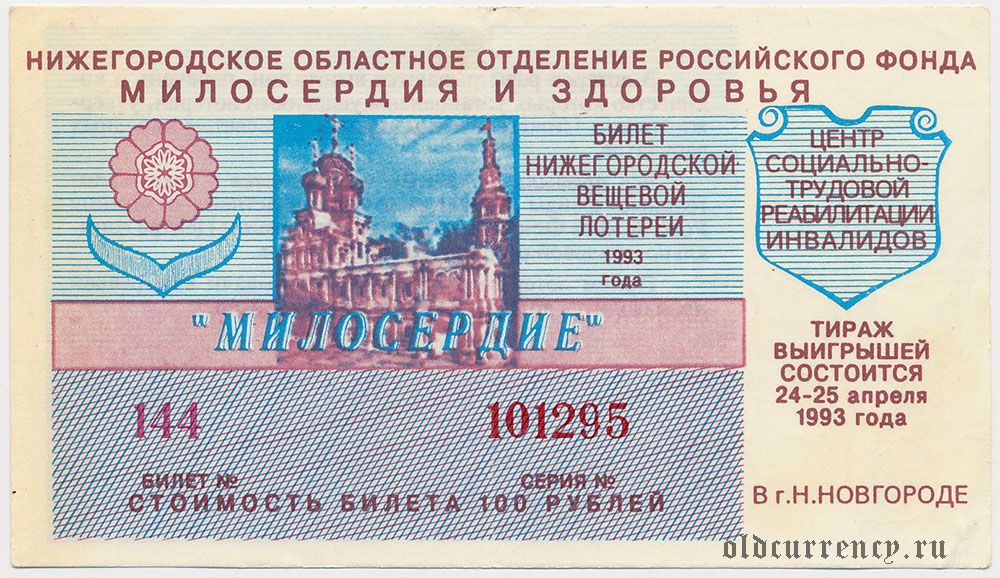 НИЖЕГОРОДСКОЕ ОБЛАСТНОЕ ОТДЕЛЕНИЕ РОССИЙСКОГО ФОНДА
МИЛОСЕРДИЯ И ЗДОРОВЬЯ
БИЛЕТ
НИЖЕГОРОДСКОЙ
ВЕЩЕВОЙ
ЛОТЕРЕИ
1993
года
ЦЕНТР
СОЦИАЛЬНО-
ТРУДОВОЙ
РЕАБИЛИТАЦИИ
ИНВАЛИДОВ
"МИЛОСЕРДИЕ"
ТИРАЖ
ВЫИГРЫШЕЙ
СОСТОИТСЯ
24-25 апреля
1993 года
144 101295
БИЛЕТ № СЕРИЯ №
СТОИМОСТЬ БИЛЕТА 100 РУБЛЕЙ
В г.Н.НОВГОРОДЕ
oldcurrency.ru